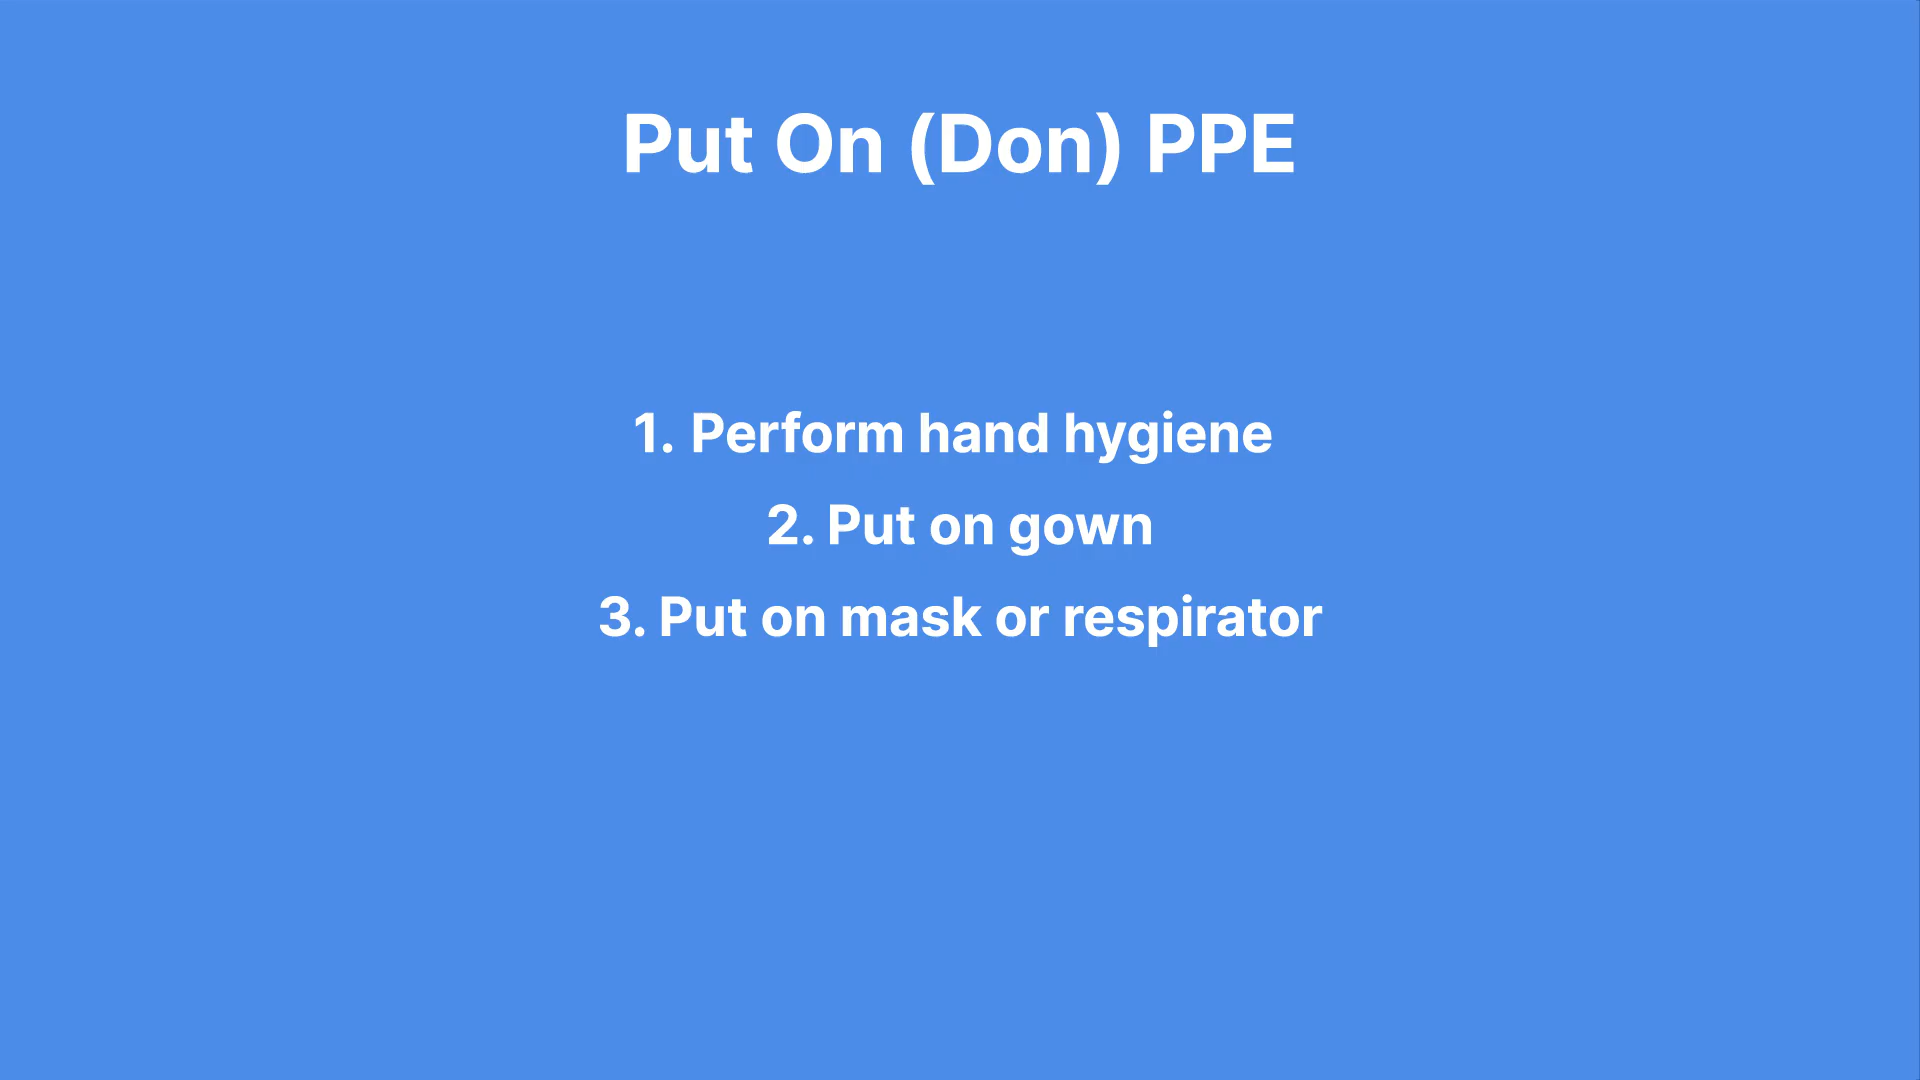 Put On (Don) PPE
1. Perform hand hygiene
2. Put on gown
3. Put on mask or respirator